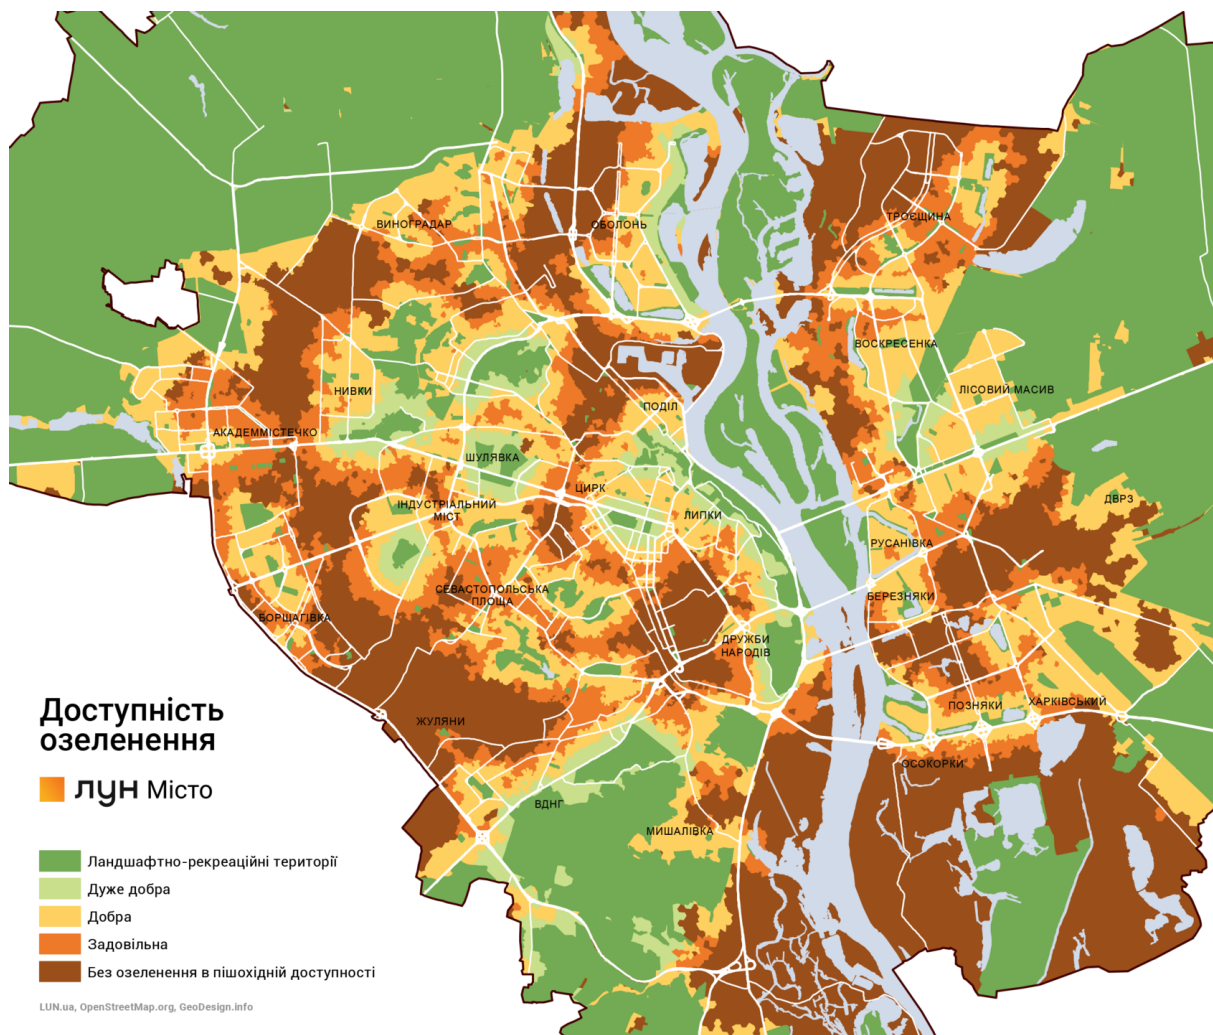 ТРОЄЩИНА
ВИНОГРАДАР
ОБОЛОНЬ
ВОСКРЕСЕНКА
НИВКИ
ЛІСОВИЙ МАСИВ
ПОДІЛ
АКАДЕММІСТЕЧКО
ШУЛЯВКА
ЦИРК
ДВРЗ
ІНДУСТРІАЛЬНИЙ
МІСТ
ЛИПКИ
РУСАНІВКА
СЕВАСТОПОЛЬСЬКА
ПЛОЩА
БЕРЕЗНЯКИ
БОРЩАГІВКА
ДРУЖБИ
НАРОДІВ
ПОЗНЯКИ
ХАРКІВСЬКИЙ
ЖУЛЯНИ
ОСОКОРКИ
ВДНГ
МИШАЛІВКА
Доступність
озеленення
лун Місто
Ландшафтно-рекреаційні території
Дуже добра
Добра
Задовільна
Без озеленення в пішохідній доступності
LUN.ua, OpenStreetMap.org, GeoDesign.info